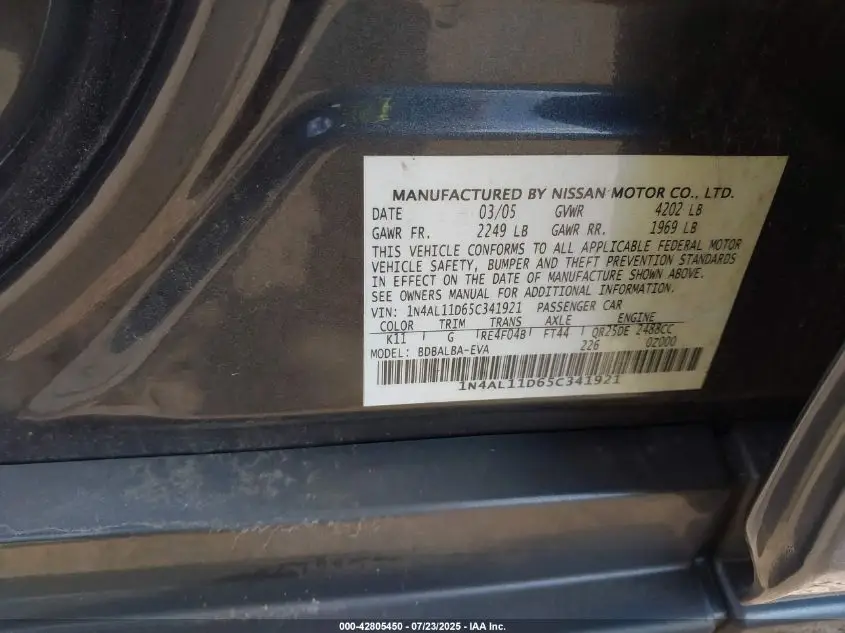 MANUFACTURED BY NISSAN MOTOR CO., LTD.
DATE 03/05 GVWR 4202 LB
GAWR FR. 2249 LB GAWR RR. 1969 LB
THIS VEHICLE CONFORMS TO ALL APPLICABLE FEDERAL MOTOR
VEHICLE SAFETY, BUMPER AND THEFT PREVENTION STANDARDS
IN EFFECT ON THE DATE OF MANUFACTURE SHOWN ABOVE.
SEE OWNERS MANUAL FOR ADDITIONAL INFORMATION.
VIN: 1N4AL11D65C341921 PASSENGER CAR
COLOR TRIM TRANS AXLE ENGINE
K11 G RE4F04B FT44 QR25DE 2488CC
MODEL: BDBALBA-EVA 226 0Z000
1N4AL11D65C341921
000-42805450 - 07/23/2025 - IAA Inc.